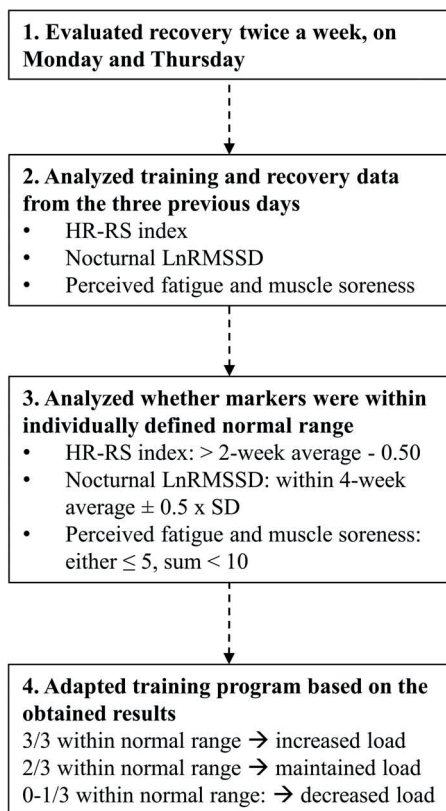 1. Evaluated recovery twice a week, on
Monday and Thursday
2. Analyzed training and recovery data
from the three previous days
• HR-RS index
• Nocturnal LnRMSSD
• Perceived fatigue and muscle soreness
3. Analyzed whether markers were within
individually defined normal range
• HR-RS index: > 2-week average - 0.50
• Nocturnal LnRMSSD: within 4-week
average ± 0.5 x SD
• Perceived fatigue and muscle soreness:
either ≤ 5, sum < 10
4. Adapted training program based on the
obtained results
3/3 within normal range → increased load
2/3 within normal range → maintained load
0-1/3 within normal range: → decreased load